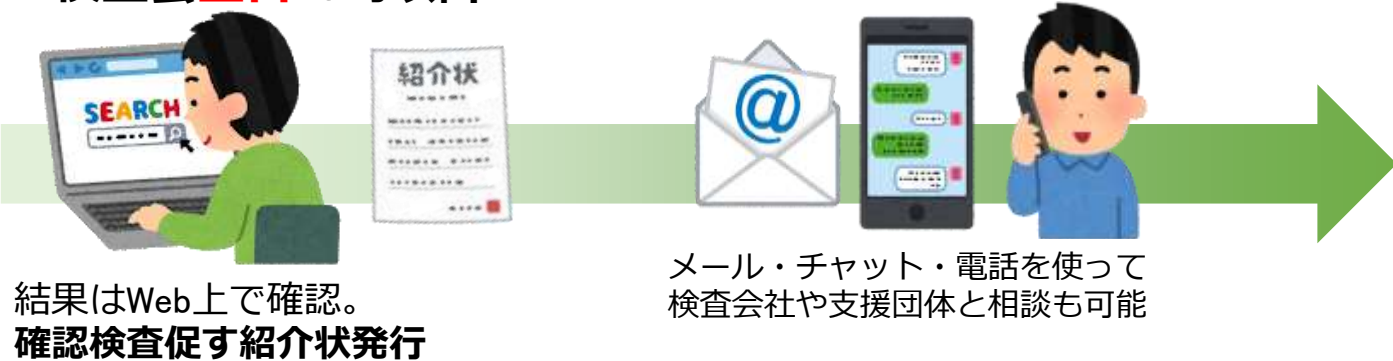 SEARCH
紹介状
@
結果はWeb上で確認。
確認検査促す紹介状発行
メール・チャット・電話を使って
検査会社や支援団体と相談も可能